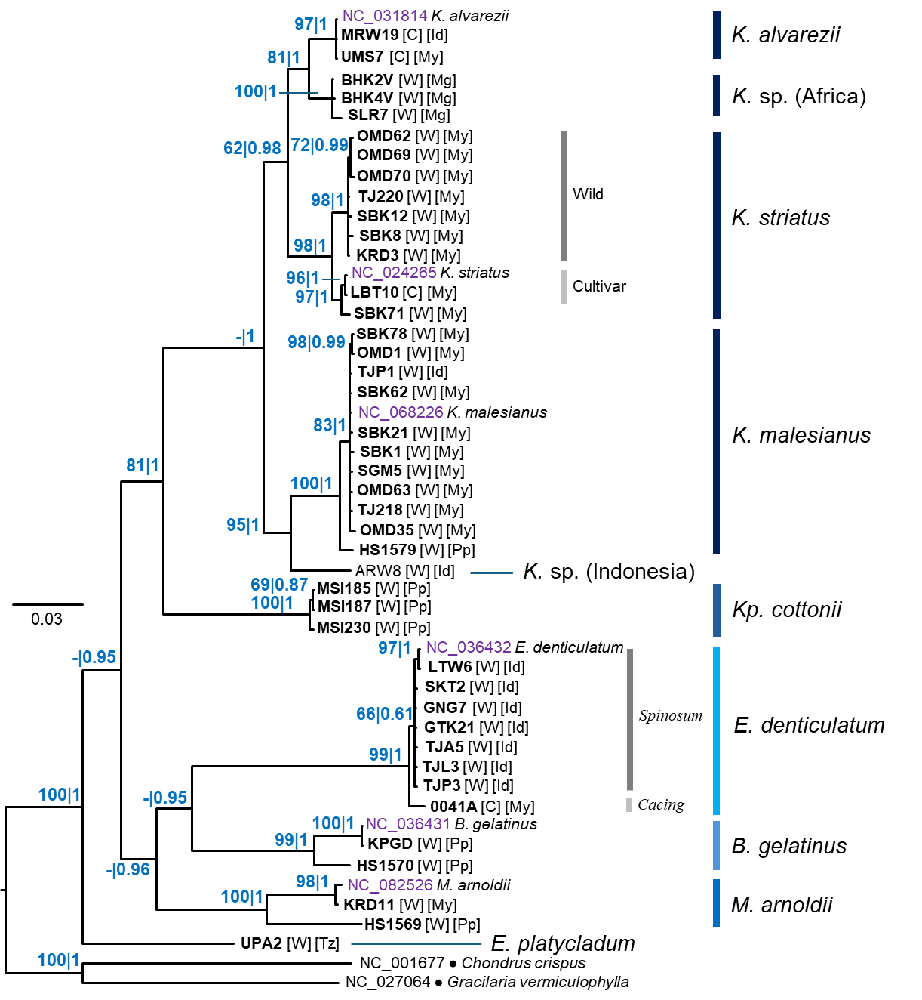 NC_031814 K. alvarezii
97|1
MRW19 [C] [Id]
K. alvarezii
UMS7 [C] [My]
81|1
BHK2V [W] [Mg]
100|1
BHK4V [W] [Mg]
K. sp. (Africa)
SLR7 [W] [Mg]
OMD62 [W] [My]
62|0.98
72|0.99
OMD69 [W] [My]
OMD70 [W] [My]
Wild
TJ220 [W] [My]
98|1
SBK12 [W] [My]
K. striatus
SBK8 [W] [My]
98|1
KRD3 [W] [My]
NC_024265 K. striatus
96|1
Cultivar
LBT10 [C] [My]
97|1
SBK71 [W] [My]
-|1
SBK78 [W] [My]
98|0.99
OMD1 [W] [My]
TJP1 [W] [Id]
SBK62 [W] [My]
NC_068226 K. malesianus
83|1
SBK21 [W] [My]
K. malesianus
SBK1 [W] [My]
81|1
SGM5 [W] [My]
100|1
OMD63 [W] [My]
TJ218 [W] [My]
95|1
OMD35 [W] [My]
HS1579 [W] [Pp]
ARW8 [W] [Id]
K. sp. (Indonesia)
69|0.87
MSI185 [W] [Pp]
100|1
MSI187 [W] [Pp]
Kp. cottonii
0.03
MSI230 [W] [Pp]
97|1
NC_036432 E. denticulatum
-|0.95
LTW6 [W] [Id]
SKT2 [W] [Id]
GNG7 [W] [Id]
66|0.61
Spinosum
GTK21 [W] [Id]
E. denticulatum
TJA5 [W] [Id]
99|1
TJL3 [W] [Id]
TJP3 [W] [Id]
100|1
-|0.95
0041A [C] [My]
Cacing
100|1
NC_036431 B. gelatinus
99|1
KPGD [W] [Pp]
B. gelatinus
HS1570 [W] [Pp]
-|0.96
98|1
NC_082526 M. arnoldii
100|1
KRD11 [W] [My]
M. arnoldii
HS1569 [W] [Pp]
UPA2 [W] [Tz]
E. platycladum
100|1
NC_001677 ● Chondrus crispus
NC_027064 ● Gracilaria vermiculophylla